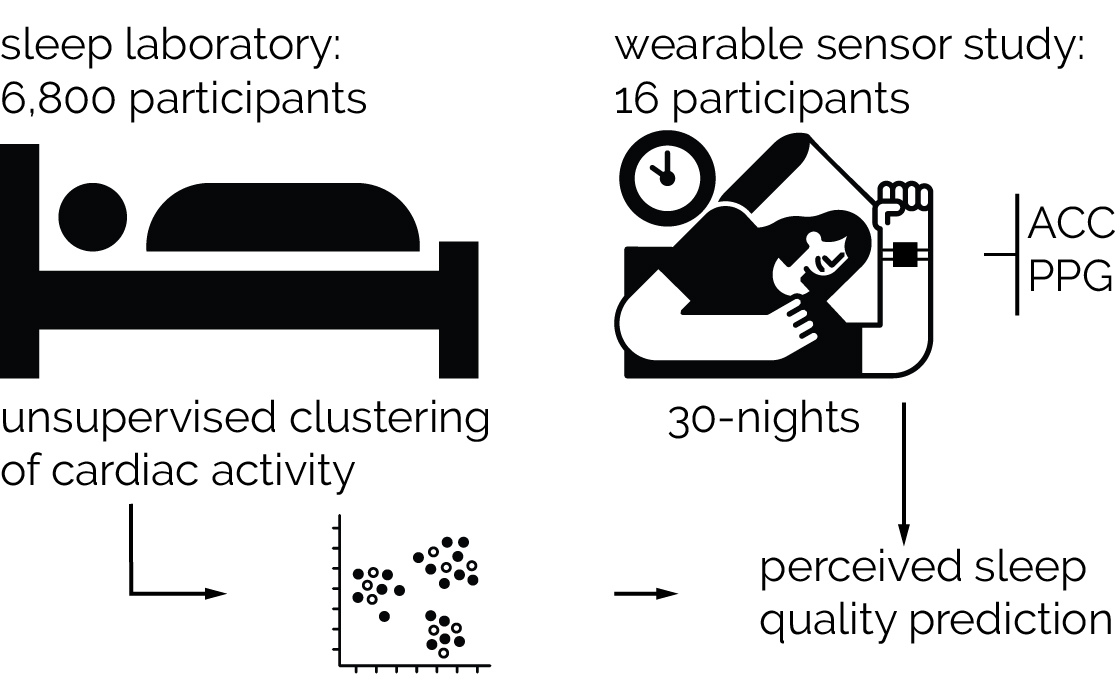 sleep laboratory:
6,800 participants
unsupervised clustering
of cardiac activity
wearable sensor study:
16 participants
ACC
PPG
30-nights
perceived sleep
quality prediction